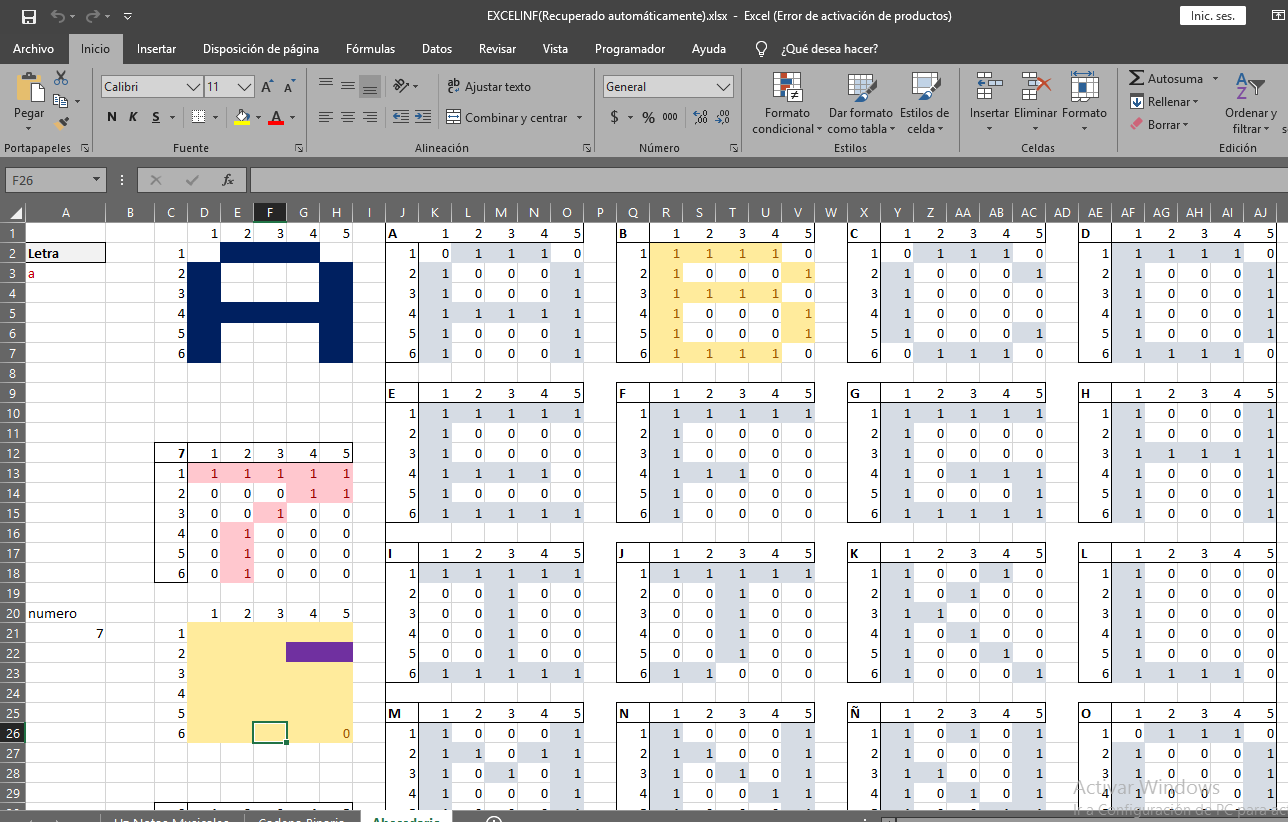 EXCELINF(Recuperado automáticamente).xlsx - Excel (Error de activación de productos) Inic. ses.
Archivo Inicio Insertar Disposición de página Fórmulas Datos Revisar Vista Programador Ayuda ¿Qué desea hacer?
Pegar
Calibri 11
N K S
Ajustar texto
Combinar y centrar
General
$ % 000
Formato condicional
Dar formato como tabla
Estilos de celda
Insertar Eliminar Formato
Autosuma
Rellenar
Borrar
Ordenar y filtrar
Portapapeles Fuente Alineación Número Estilos Celdas Edición
F26 fx
A B C D E F G H I J K L M N O P Q R S T U V W X Y Z AA AB AC AD AE AF AG AH AI AJ
1 1 2 3 4 5 A 1 2 3 4 5 B 1 2 3 4 5 C 1 2 3 4 5 D 1 2 3 4 5
2 Letra 1 1 0 1 1 1 0 1 1 1 1 1 0 1 0 1 1 1 0 1 1 1 1 1 0
3 a 2 2 1 0 0 0 1 2 1 0 0 0 1 2 1 0 0 0 1 2 1 0 0 0 1
4 3 3 1 0 0 0 1 3 1 1 1 1 0 3 1 0 0 0 0 3 1 0 0 0 1
5 4 4 1 1 1 1 1 4 1 0 0 0 1 4 1 0 0 0 0 4 1 0 0 0 1
6 5 5 1 0 0 0 1 5 1 0 0 0 1 5 1 0 0 0 1 5 1 0 0 0 1
7 6 6 1 0 0 0 1 6 1 1 1 1 0 6 0 1 1 1 0 6 1 1 1 1 0
8
9 E 1 2 3 4 5 F 1 2 3 4 5 G 1 2 3 4 5 H 1 2 3 4 5
10 1 1 1 1 1 1 1 1 1 1 1 1 1 1 1 1 1 1 1 1 0 0 0 1
11 2 1 0 0 0 0 2 1 0 0 0 0 2 1 0 0 0 0 2 1 0 0 0 1
12 7 1 2 3 4 5 3 1 0 0 0 0 3 1 0 0 0 0 3 1 1 1 1 1
13 1 1 1 1 1 1 4 1 1 1 1 0 4 1 1 1 0 0 4 1 0 1 1 1 4 1 0 0 0 1
14 2 0 0 0 1 1 5 1 0 0 0 0 5 1 0 0 0 0 5 1 0 0 0 1 5 1 0 0 0 1
15 3 0 0 1 0 0 6 1 1 1 1 1 6 1 0 0 0 0 6 1 1 1 1 1 6 1 0 0 0 1
16 4 0 1 0 0 0
17 5 0 1 0 0 0 I 1 2 3 4 5 J 1 2 3 4 5 K 1 2 3 4 5 L 1 2 3 4 5
18 6 0 1 0 0 0 1 1 1 1 1 1 1 1 1 1 1 1 1 1 0 0 1 0 1 1 0 0 0 0
19 2 0 0 1 0 0 2 0 0 1 0 0 2 1 0 1 0 0 2 1 0 0 0 0
20 numero 1 2 3 4 5 3 0 0 1 0 0 3 0 0 1 0 0 3 1 1 0 0 0 3 1 0 0 0 0
21 7 1 4 0 0 1 0 0 4 0 0 1 0 0 4 1 0 1 0 0 4 1 0 0 0 0
22 2 5 0 0 1 0 0 5 0 0 1 0 0 5 1 0 0 1 0 5 1 0 0 0 0
23 3 6 1 1 1 1 1 6 1 1 0 0 0 6 1 0 0 0 1 6 1 1 1 1 0
24 4
25 5 M 1 2 3 4 5 N 1 2 3 4 5 Ñ 1 2 3 4 5 O 1 2 3 4 5
26 6 0 1 1 0 0 0 1 1 1 0 0 0 1 1 1 0 1 0 1 1 0 1 1 1 0
27 2 1 1 0 1 1 2 1 1 0 0 1 2 1 0 0 0 1 2 1 0 0 0 1
28 3 1 0 1 0 1 3 1 0 1 0 1 3 1 1 0 0 1 3 1 0 0 0 1
29 4 1 0 0 0 1 4 1 0 0 1 1 4 1 0 1 0 1 4 1 0 0 0 1
Activar Windows
Ir a Configuración de PC para
Abecedario